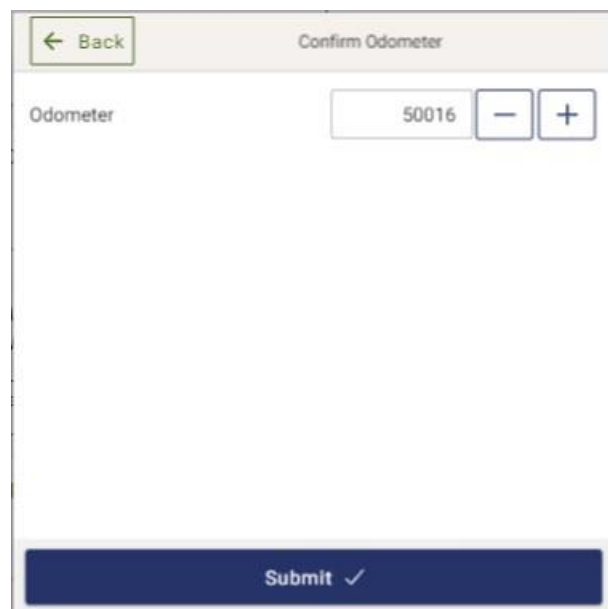 ← Back
Confirm Odometer
Odometer
50016
− +
Submit ✓